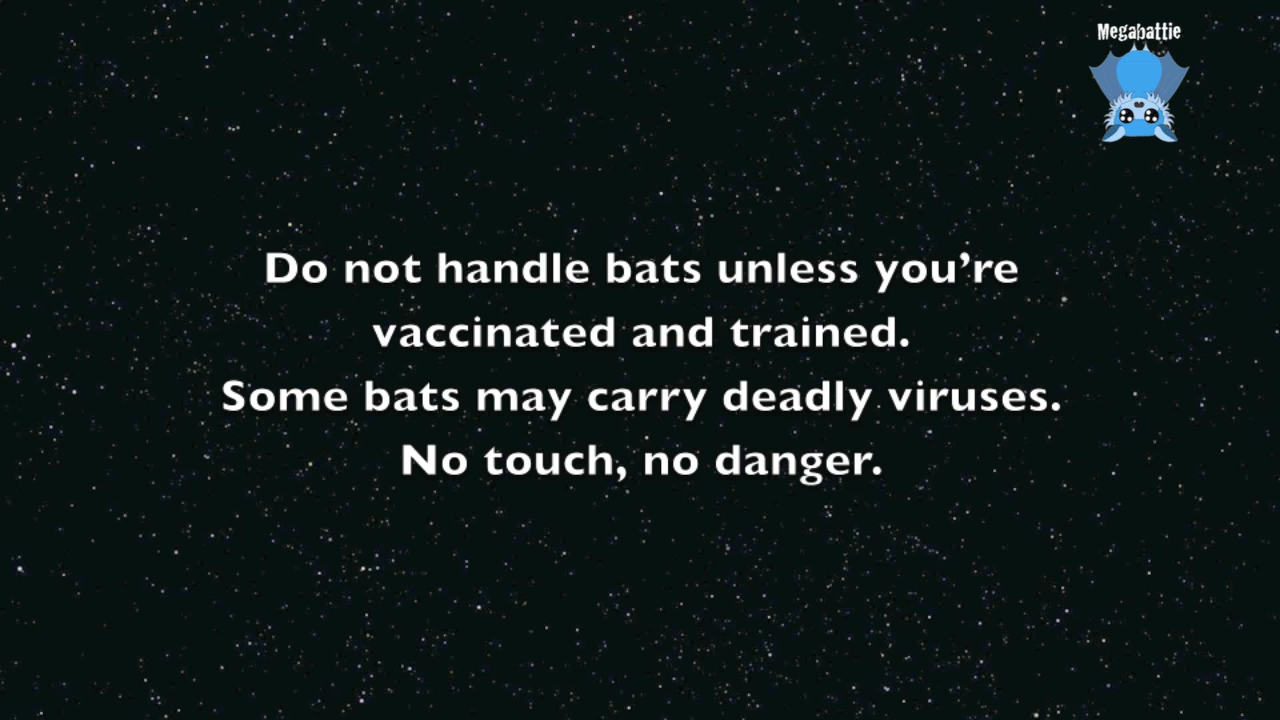 Megabattie
Do not handle bats unless you’re
vaccinated and trained.
Some bats may carry deadly viruses.
No touch, no danger.